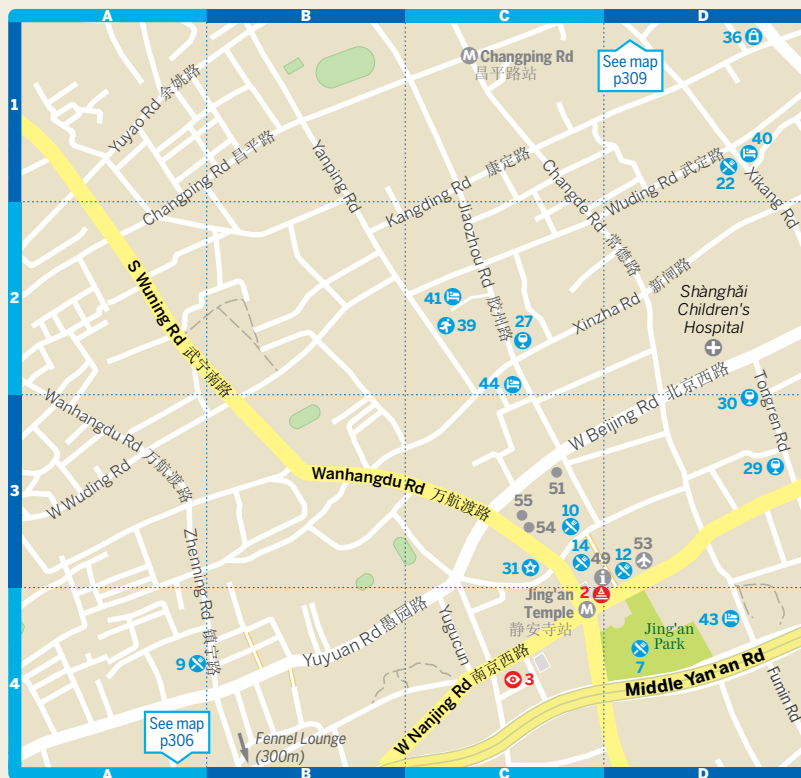 A B C D
1
2
3
4
36
M Changping Rd
昌平路站
See map
p309
Yuyao Rd 余姚路
40
22
Changping Rd 昌平路
Yanping Rd
Kangding Rd 康定路
Wuding Rd 武定路
Xikang Rd
Jiaozhou Rd 胶州路
Changde Rd 常德路
Xinzha Rd 新闸路
S Wuning Rd 武宁南路
41
39
27
Shànghǎi
Children's
Hospital
44
30
W Beijing Rd 北京西路
Tongren Rd
29
Wanhangdu Rd 万航渡路
W Wuding Rd
Wanhangdu Rd 万航渡路
51
55
54
10
14
49
i
12
53
31
2
Jing'an
Temple M
静安寺站
43
Jing'an
Park
7
Zhenning Rd 镇宁路
9
Yuyuan Rd 愚园路
Yugucun
3
W Nanjing Rd 南京西路
Middle Yan'an Rd
Fumin Rd
See map
p306
Fennel Lounge
(300m)
A B C D